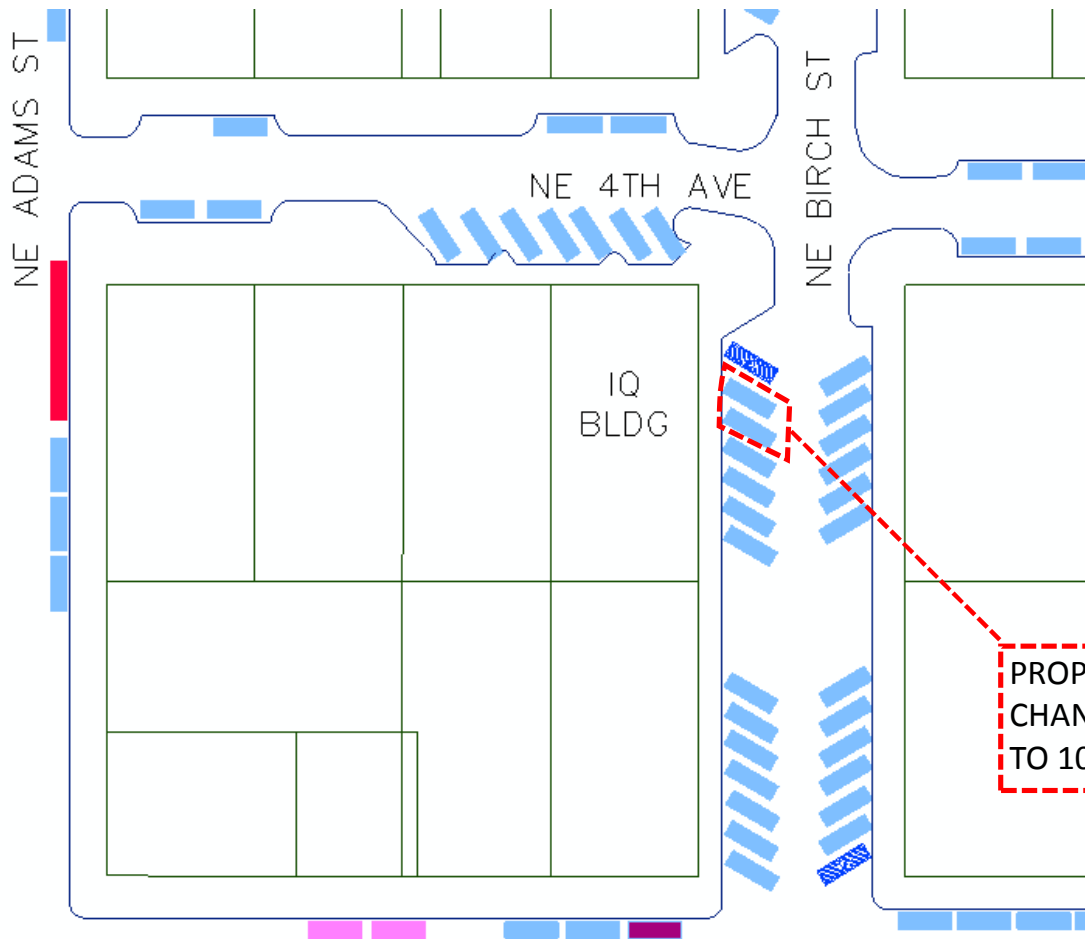 NE ADAMS ST
NE 4TH AVE
NE BIRCH ST
IQ
BLDG
PROP
CHAN
TO 10